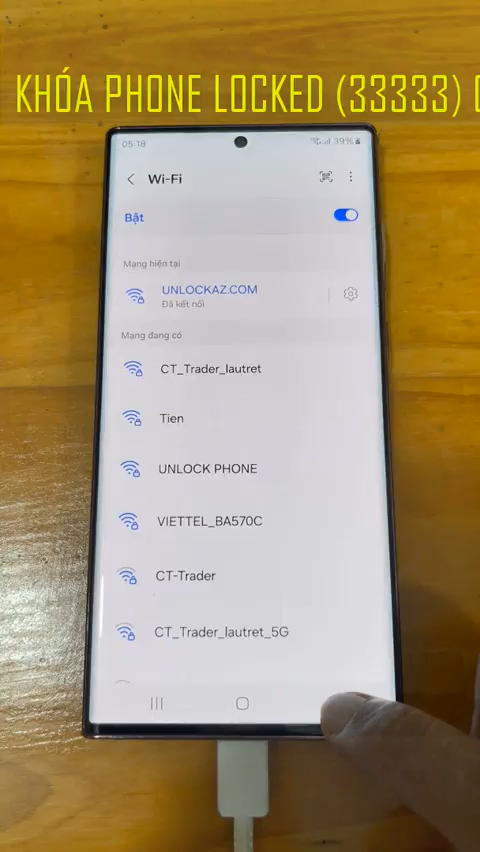 KHÓA PHONE LOCKED (33333)
05:18
39%
Wi-Fi
Bật
Mạng hiện tại
UNLOCKAZ.COM
Đã kết nối
Mạng đang có
CT_Trader_lautret
Tien
UNLOCK PHONE
VIETTEL_BA570C
CT-Trader
CT_Trader_lautret_5G